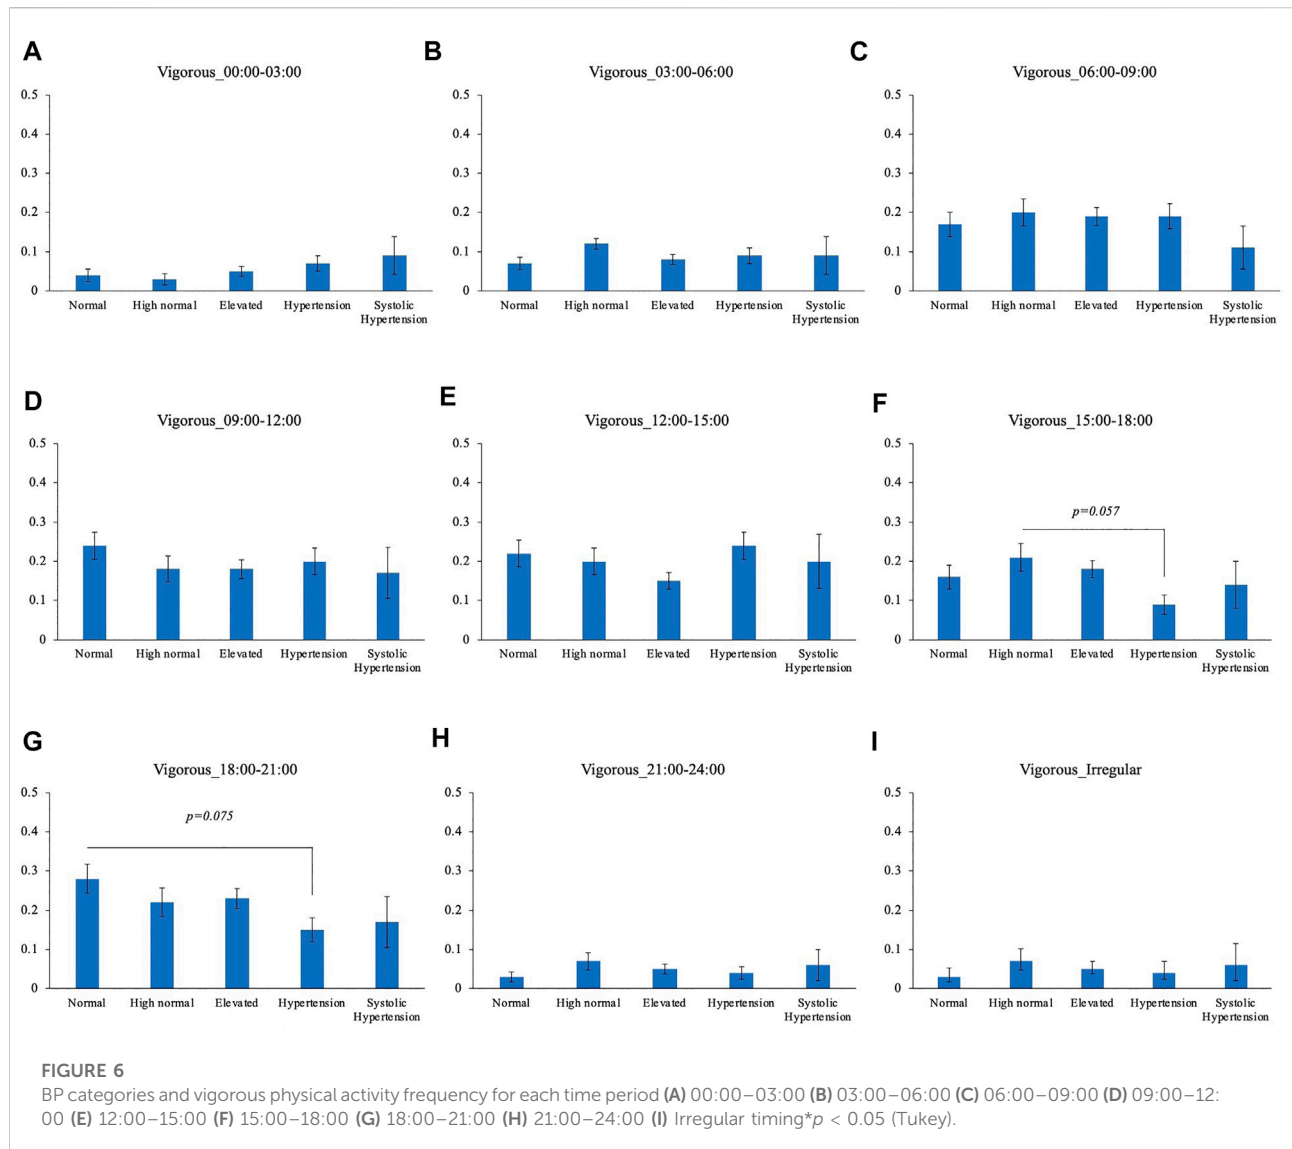 A
Vigorous_00:00-03:00
0.5
0.4
0.3
0.2
0.1
0
Normal High normal Elevated Hypertension Systolic
Hypertension
B
Vigorous_03:00-06:00
0.5
0.4
0.3
0.2
0.1
0
Normal High normal Elevated Hypertension Systolic
Hypertension
C
Vigorous_06:00-09:00
0.5
0.4
0.3
0.2
0.1
0
Normal High normal Elevated Hypertension Systolic
Hypertension
D
Vigorous_09:00-12:00
0.5
0.4
0.3
0.2
0.1
0
Normal High normal Elevated Hypertension Systolic
Hypertension
E
Vigorous_12:00-15:00
0.5
0.4
0.3
0.2
0.1
0
Normal High normal Elevated Hypertension Systolic
Hypertension
F
Vigorous_15:00-18:00
0.5
0.4
0.3
0.2
0.1
0
p=0.057
Normal High normal Elevated Hypertension Systolic
Hypertension
G
Vigorous_18:00-21:00
0.5
0.4
0.3
0.2
0.1
0
p=0.075
Normal High normal Elevated Hypertension Systolic
Hypertension
H
Vigorous_21:00-24:00
0.5
0.4
0.3
0.2
0.1
0
Normal High normal Elevated Hypertension Systolic
Hypertension
I
Vigorous_Irregular
0.5
0.4
0.3
0.2
0.1
0
Normal High normal Elevated Hypertension Systolic
Hypertension
FIGURE 6
BP categories and vigorous physical activity frequency for each time period (A) 00:00–03:00 (B) 03:00–06:00 (C) 06:00–09:00 (D) 09:00–12:
00 (E) 12:00–15:00 (F) 15:00–18:00 (G) 18:00–21:00 (H) 21:00–24:00 (I) Irregular timing*p < 0.05 (Tukey).